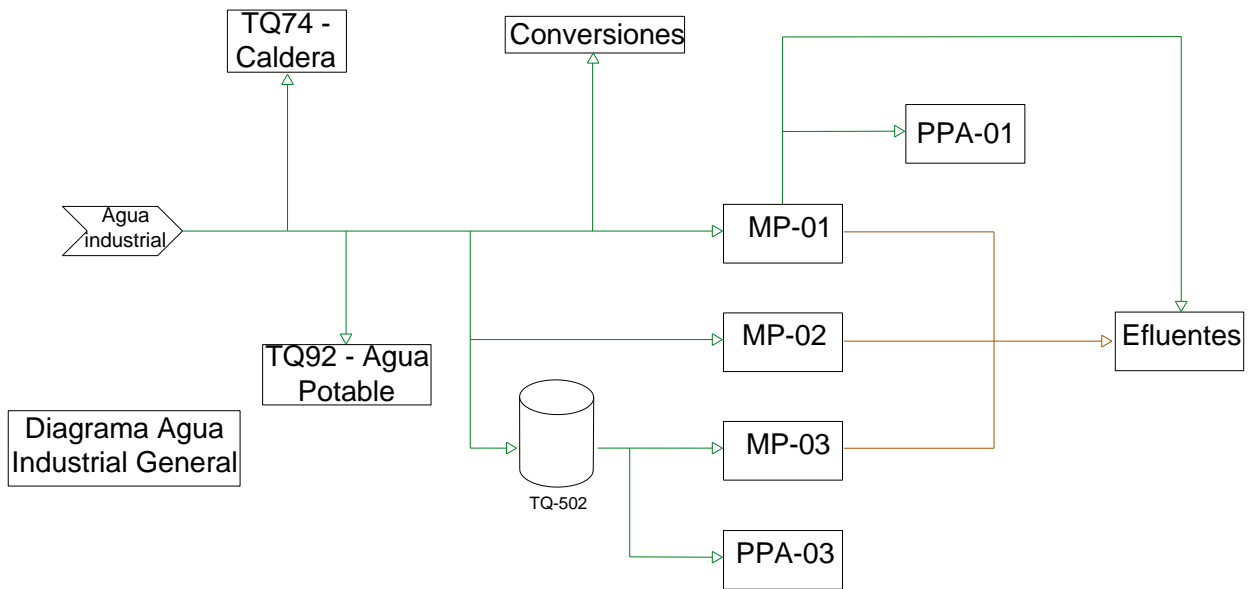 TQ74 -
Caldera
Conversiones
PPA-01
Agua
industrial
MP-01
MP-02
Efluentes
TQ92 - Agua
Potable
Diagrama Agua
Industrial General
TQ-502
MP-03
PPA-03